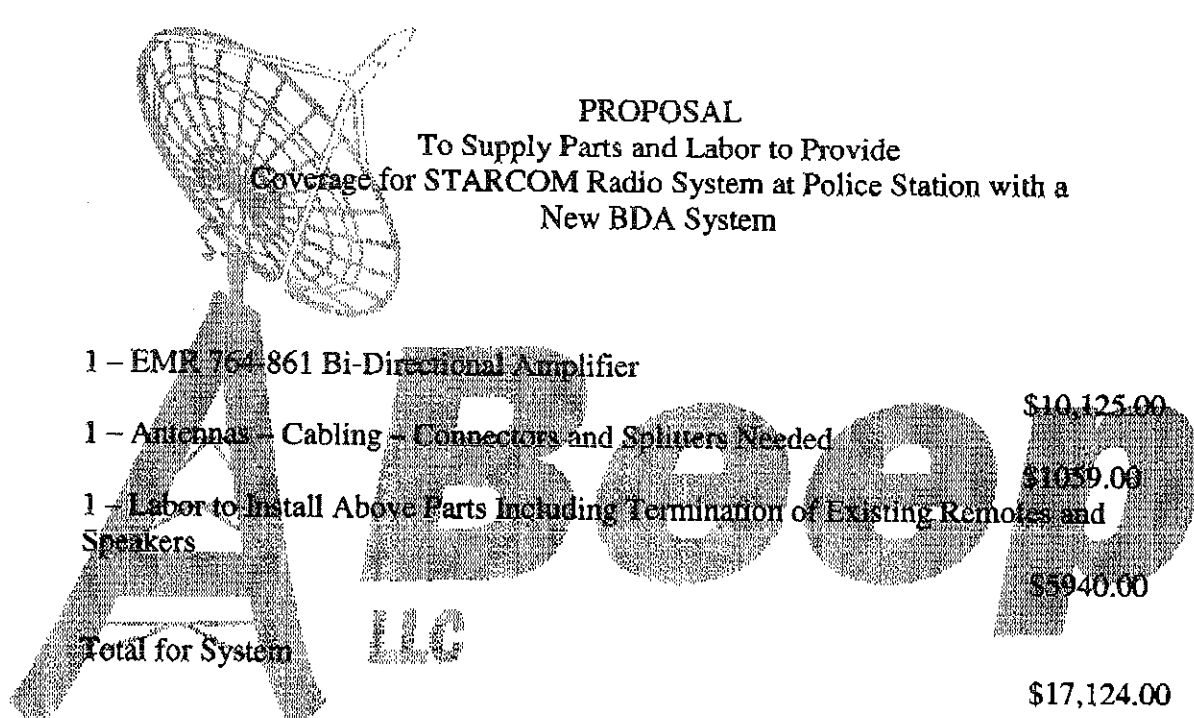 PROPOSAL
To Supply Parts and Labor to Provide
Coverage for STARCOM Radio System at Police Station with a
New BDA System
1 – EMR 764-861 Bi-Directional Amplifier
$10,125.00
1 – Antennas – Cabling – Connectors and Splitters Needed
$1059.00
1 – Labor to Install Above Parts Including Termination of Existing Remotes and
Speakers
$5940.00
Total for System
$17,124.00
A Beep
LLC